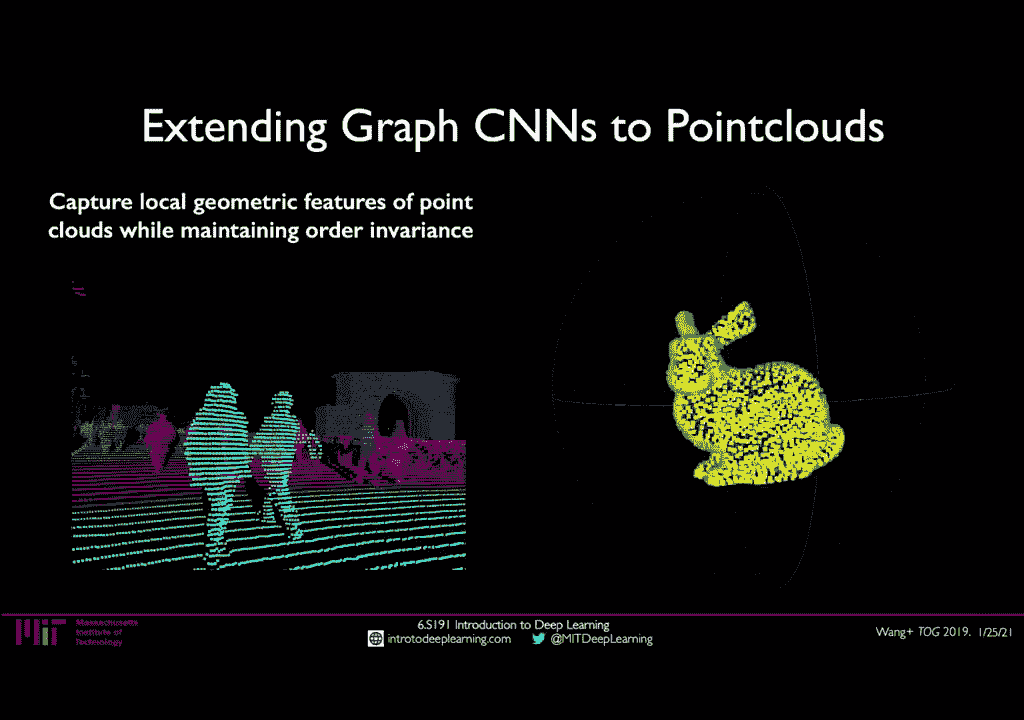 Extending Graph CNNs to Pointclouds
Capture local geometric features of point
clouds while maintaining order invariance
MIT
Massachusetts
Institute of
Technology
6.S191 Introduction to Deep Learning
introtodeeplearning.com @MITDeepLearning
Wang+ TOG 2019. 1/25/21